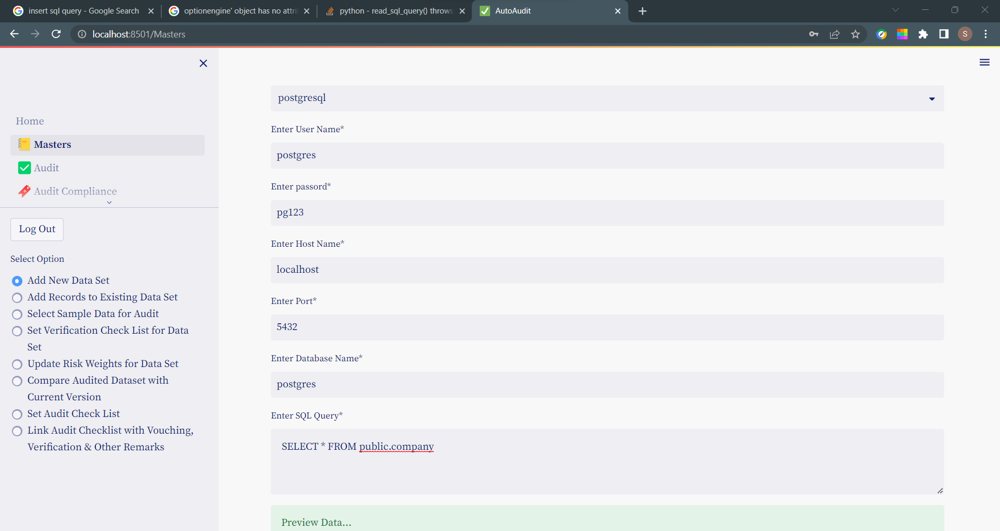 insert sql query - Google Search
optionengine' object has no attri
python - read_sql_query() throws
AutoAudit
localhost:8501/Masters
S
Home
Masters
Audit
Audit Compliance
Log Out
Select Option
Add New Data Set
Add Records to Existing Data Set
Select Sample Data for Audit
Set Verification Check List for Data
Set
Update Risk Weights for Data Set
Compare Audited Dataset with
Current Version
Set Audit Check List
Link Audit Checklist with Vouching,
Verification & Other Remarks
postgresql
Enter User Name*
postgres
Enter passord*
pg123
Enter Host Name*
localhost
Enter Port*
5432
Enter Database Name*
postgres
Enter SQL Query*
SELECT * FROM public.company
Preview Data...